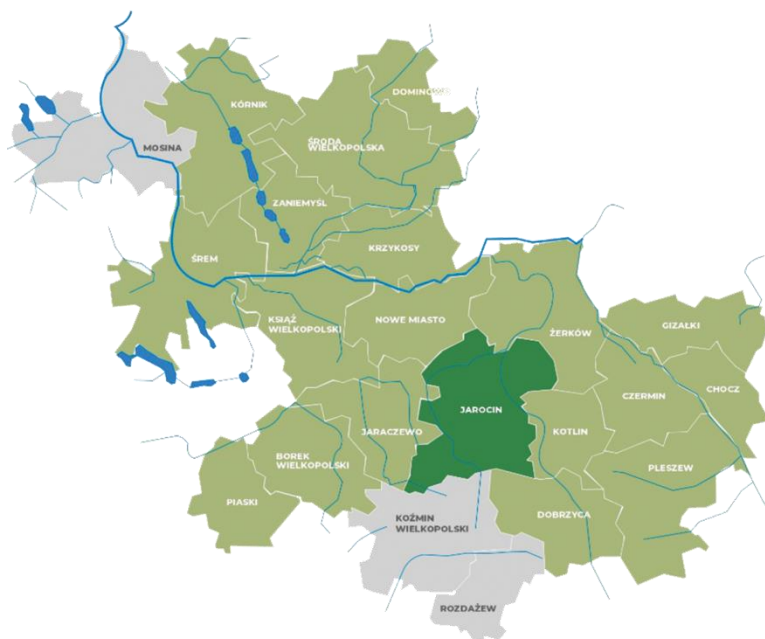 DOMINOWO
KÓRNIK
ŚRODA
WIELKOPOLSKA
MOSINA
ZANIEMYŚL
KRZYKOSY
ŚREM
KSIĄŻ
WIELKOPOLSKI
NOWE MIASTO
GIZAŁKI
ŻERKÓW
CHOCZ
CZERMIN
JAROCIN
JARACZEWO
KOTLIN
BOREK
WIELKOPOLSKI
PLESZEW
PIASKI
DOBRZYCA
KOŹMIN
WIELKOPOLSKI
ROZDAŻEW